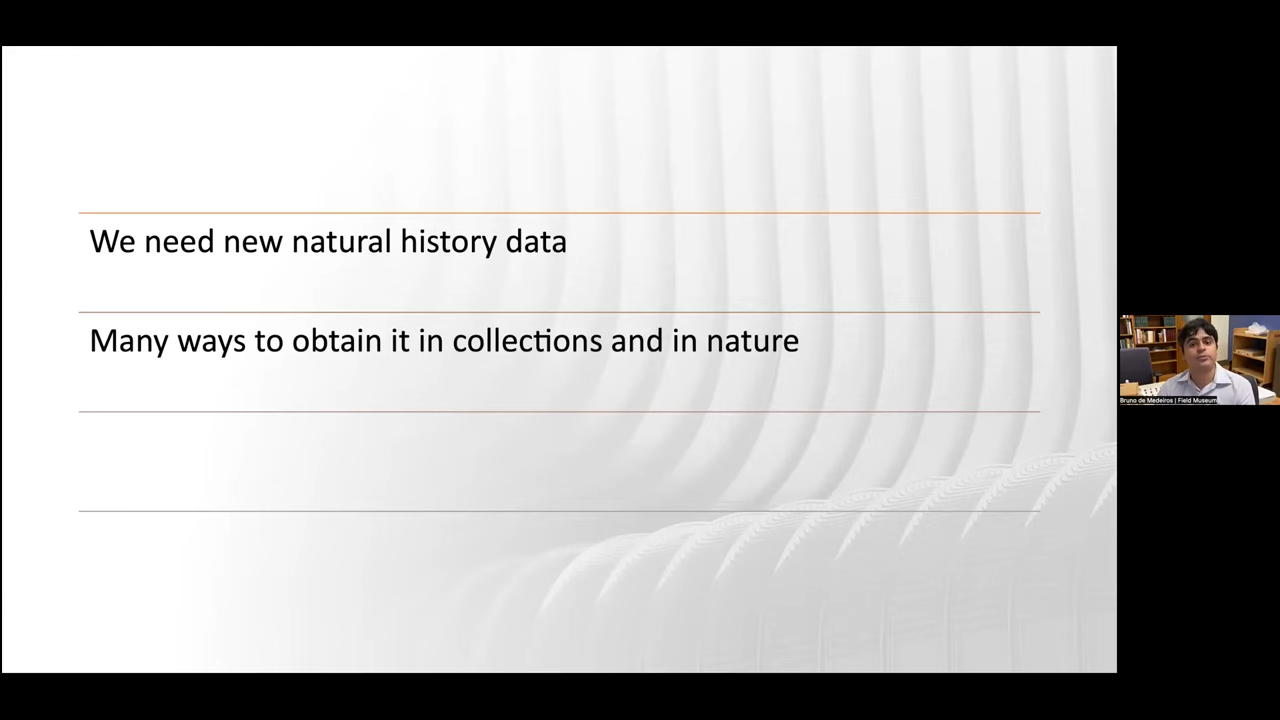 We need new natural history data
Many ways to obtain it in collections and in nature
Bruno de Medeiros | Field Museum